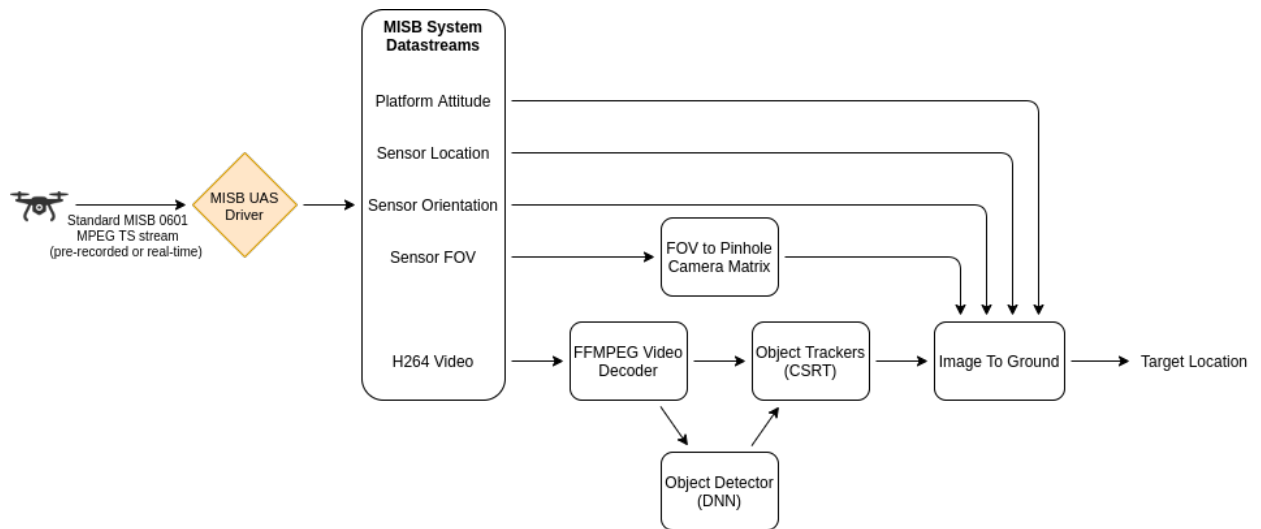 MISB System
Datastreams
Platform Attitude
Sensor Location
Sensor Orientation
Sensor FOV
H264 Video
Standard MISB 0601
MPEG TS stream
(pre-recorded or real-time)
MISB UAS
Driver
FOV to Pinhole
Camera Matrix
FFMPEG Video
Decoder
Object Trackers
(CSRT)
Image To Ground
Target Location
Object Detector
(DNN)